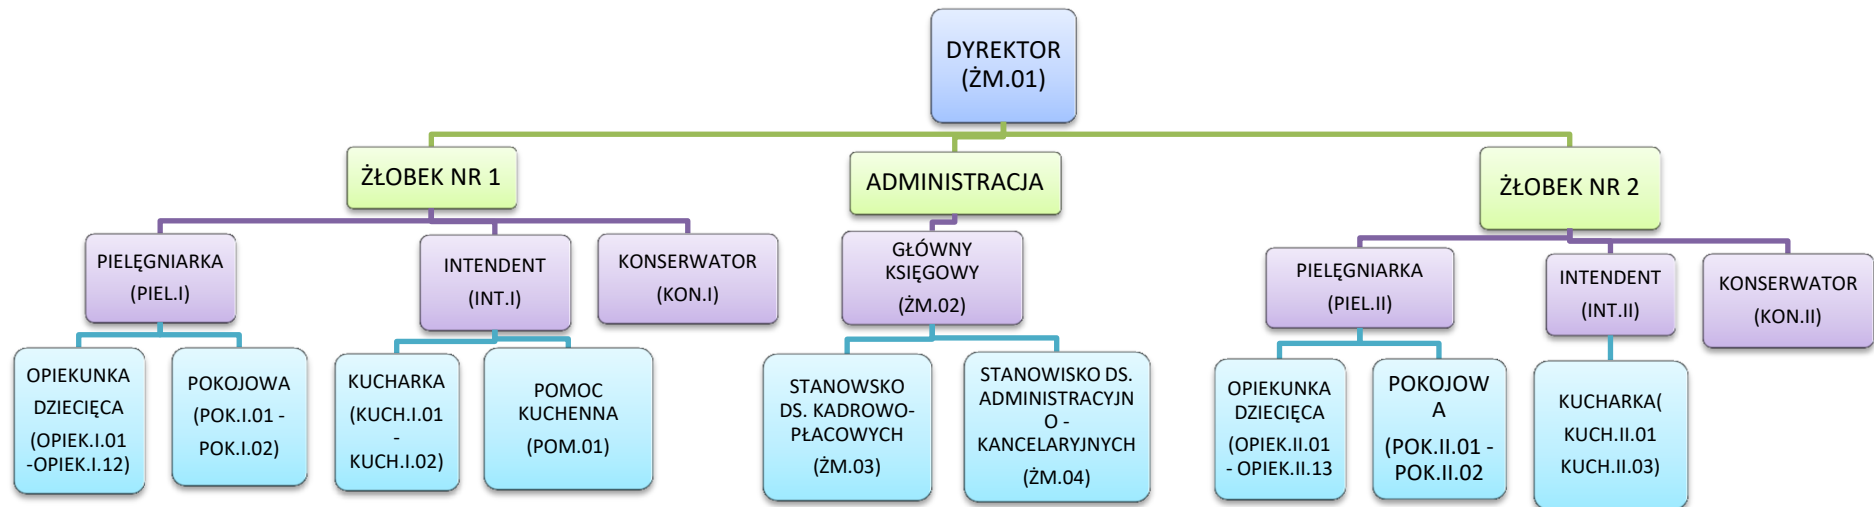 DYREKTOR
(ŻM.01)
ŻŁOBEK NR 1
ADMINISTRACJA
ŻŁOBEK NR 2
PIELĘGNIARKA
(PIEL.I)
INTENDENT
(INT.I)
KONSERWATOR
(KON.I)
GŁÓWNY
KSIĘGOWY
(ŻM.02)
PIELĘGNIARKA
(PIEL.II)
INTENDENT
(INT.II)
KONSERWATOR
(KON.II)
OPIEKUNKA
DZIECIĘCA
(OPIEK.I.01
-OPIEK.I.12)
POKOJOWA
(POK.I.01 -
POK.I.02)
KUCHARKA
(KUCH.I.01
-
KUCH.I.02)
POMOC
KUCHENNA
(POM.01)
STANOWSKO
DS. KADROWO-
PŁACOWYCH
(ŻM.03)
STANOWISKO DS.
ADMINISTRACYJN
O -
KANCELARYJNYCH
(ŻM.04)
OPIEKUNKA
DZIECIĘCA
(OPIEK.II.01
- OPIEK.II.13
POKOJOW
A
(POK.II.01 -
POK.II.02
KUCHARKA(
KUCH.II.01
KUCH.II.03)